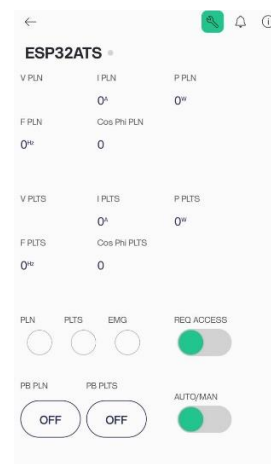 ESP32ATS
V PLN I PLN P PLN
0A 0W
F PLN Cos Phi PLN
0Hz 0
V PLTS I PLTS P PLTS
0A 0W
F PLTS Cos Phi PLTS
0Hz 0
PLN PLTS EMG REQ ACCESS
PB PLN PB PLTS AUTO/MAN
OFF OFF